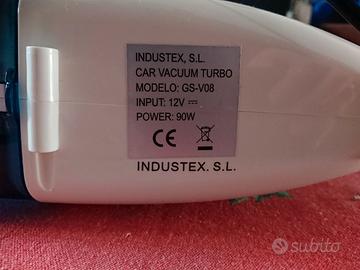 INDUSTEX, S.L.
CAR VACUUM TURBO
MODELO: GS-V08
INPUT: 12V
POWER: 90W
CE
INDUSTEX. S.L.
subito